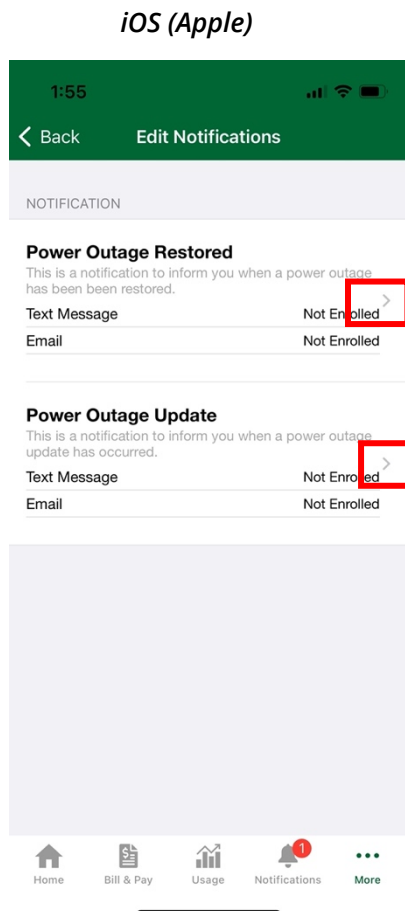 iOS (Apple)
1:55
Back Edit Notifications
NOTIFICATION
Power Outage Restored
This is a notification to inform you when a power outage
has been been restored.
Text Message Not Enrolled
Email Not Enrolled
Power Outage Update
This is a notification to inform you when a power outage
update has occurred.
Text Message Not Enrolled
Email Not Enrolled
1
Home Bill & Pay Usage Notifications More